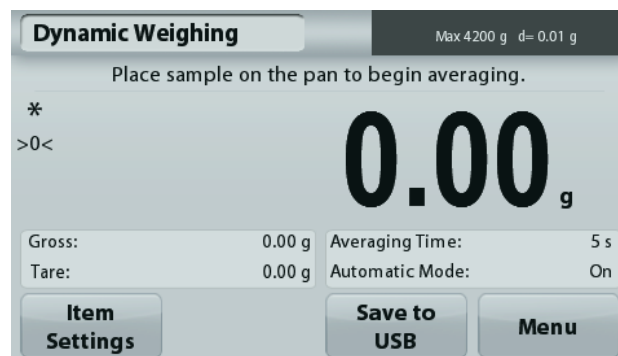 Dynamic Weighing
Max 4200 g d= 0.01 g
Place sample on the pan to begin averaging.
*
>0<
0.00 g
Gross: 0.00 g
Tare: 0.00 g
Averaging Time: 5 s
Automatic Mode: On
Item
Settings
Save to
USB
Menu